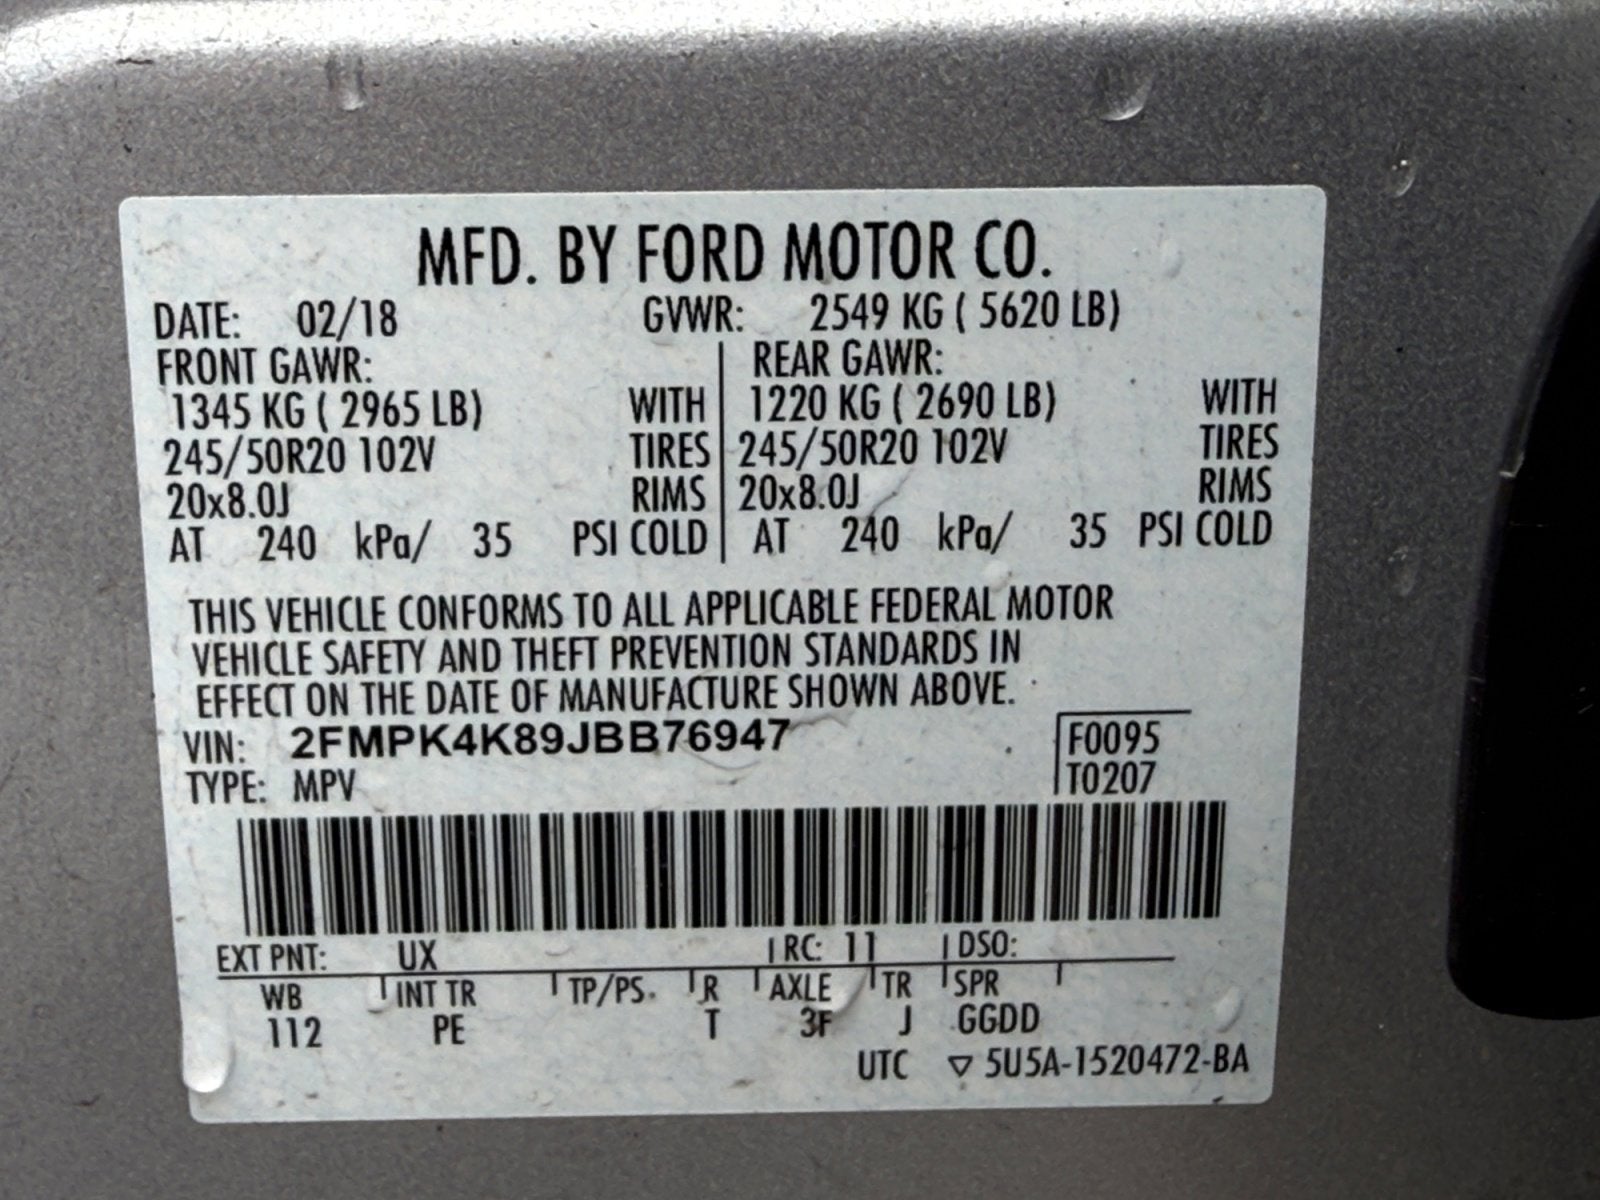 MFD. BY FORD MOTOR CO.
DATE: 02/18 GVWR: 2549 KG ( 5620 LB)
FRONT GAWR: REAR GAWR:
1345 KG ( 2965 LB) WITH 1220 KG ( 2690 LB) WITH
245/50R20 102V TIRES 245/50R20 102V TIRES
20x8.0J RIMS 20x8.0J RIMS
AT 240 kPa/ 35 PSI COLD AT 240 kPa/ 35 PSI COLD
THIS VEHICLE CONFORMS TO ALL APPLICABLE FEDERAL MOTOR
VEHICLE SAFETY AND THEFT PREVENTION STANDARDS IN
EFFECT ON THE DATE OF MANUFACTURE SHOWN ABOVE.
VIN: 2FMPK4K89JBB76947 F0095
TYPE: MPV T0207
EXT PNT: UX RC: 11 DSO:
WB INT TR TP/PS R AXLE TR SPR
112 PE T 3F J GGDD
UTC ▽ 5U5A-1520472-BA